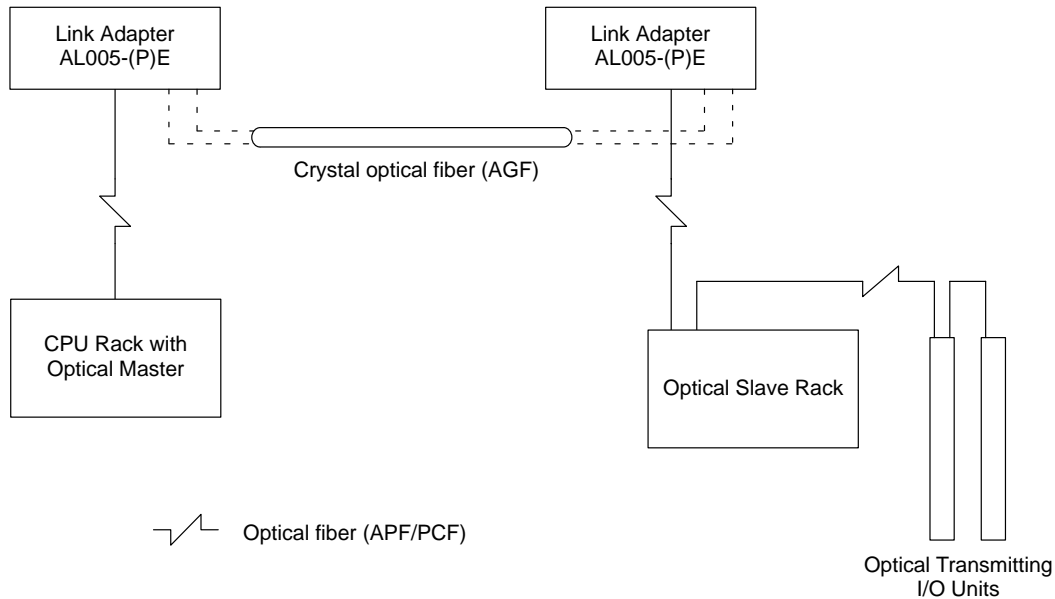 Link Adapter
AL005-(P)E
Link Adapter
AL005-(P)E
Crystal optical fiber (AGF)
CPU Rack with
Optical Master
Optical Slave Rack
Optical fiber (APF/PCF)
Optical Transmitting
I/O Units